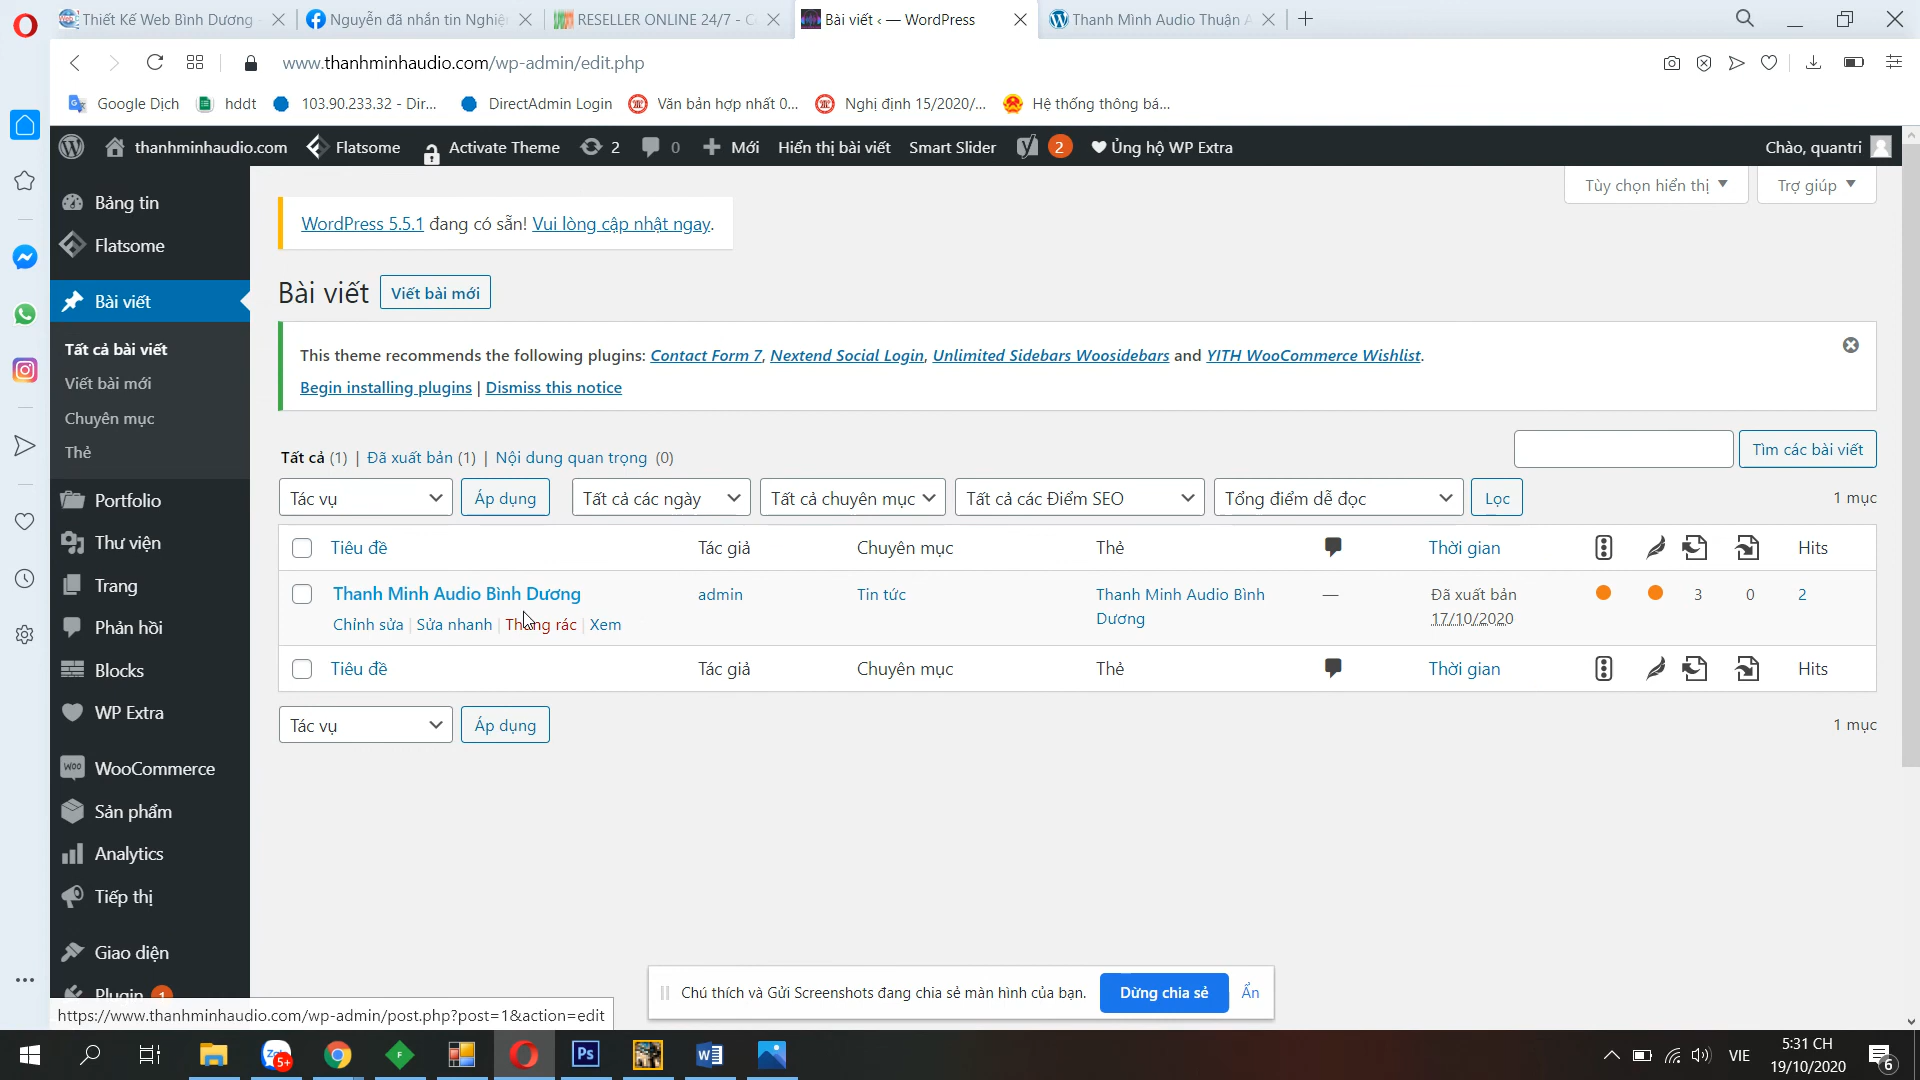 Thiết Kế Web Bình Dương -
Nguyễn đã nhắn tin Nghiê
RESELLER ONLINE 24/7 - C
Bài viết ‹ — WordPress
Thanh Minh Audio Thuận A
www.thanhminhaudio.com/wp-admin/edit.php
Google Dịch
hddt
103.90.233.32 - Dir...
DirectAdmin Login
Văn bản hợp nhất 0...
Nghị định 15/2020/...
Hệ thống thông bá...
thanhminhaudio.com
Flatsome
Activate Theme
2
0
Mới
Hiển thị bài viết
Smart Slider
2
Ủng hộ WP Extra
Chào, quantri
Tùy chọn hiển thị
Trợ giúp
Bảng tin
Flatsome
Bài viết
Tất cả bài viết
Viết bài mới
Chuyên mục
Thẻ
Portfolio
Thư viện
Trang
Phản hồi
Blocks
WP Extra
WooCommerce
Sản phẩm
Analytics
Tiếp thị
Giao diện
Plugin 1
WordPress 5.5.1 đang có sẵn! Vui lòng cập nhật ngay.
Bài viết
Viết bài mới
This theme recommends the following plugins: Contact Form 7, Nextend Social Login, Unlimited Sidebars Woosidebars and YITH WooCommerce Wishlist.
Begin installing plugins | Dismiss this notice
Tất cả (1) | Đã xuất bản (1) | Nội dung quan trọng (0)
Tìm các bài viết
Tác vụ
Áp dụng
Tất cả các ngày
Tất cả chuyên mục
Tất cả các Điểm SEO
Tổng điểm dễ đọc
Lọc
1 mục
Tiêu đề
Tác giả
Chuyên mục
Thẻ
Thời gian
Hits
Thanh Minh Audio Bình Dương
admin
Tin tức
Thanh Minh Audio Bình
Dương
—
Đã xuất bản
17/10/2020
3
0
2
Chỉnh sửa | Sửa nhanh | Thùng rác | Xem
Tiêu đề
Tác giả
Chuyên mục
Thẻ
Thời gian
Hits
Tác vụ
Áp dụng
1 mục
Chú thích và Gửi Screenshots đang chia sẻ màn hình của bạn.
Dừng chia sẻ
Ẩn
https://www.thanhminhaudio.com/wp-admin/post.php?post=1&action=edit
5+
VIE
5:31 CH
19/10/2020
6